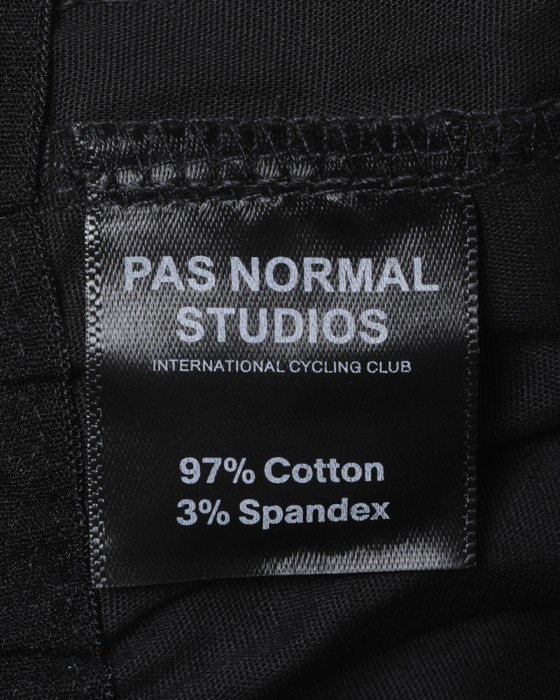 PAS NORMAL
STUDIOS
INTERNATIONAL CYCLING CLUB
97% Cotton
3% Spandex